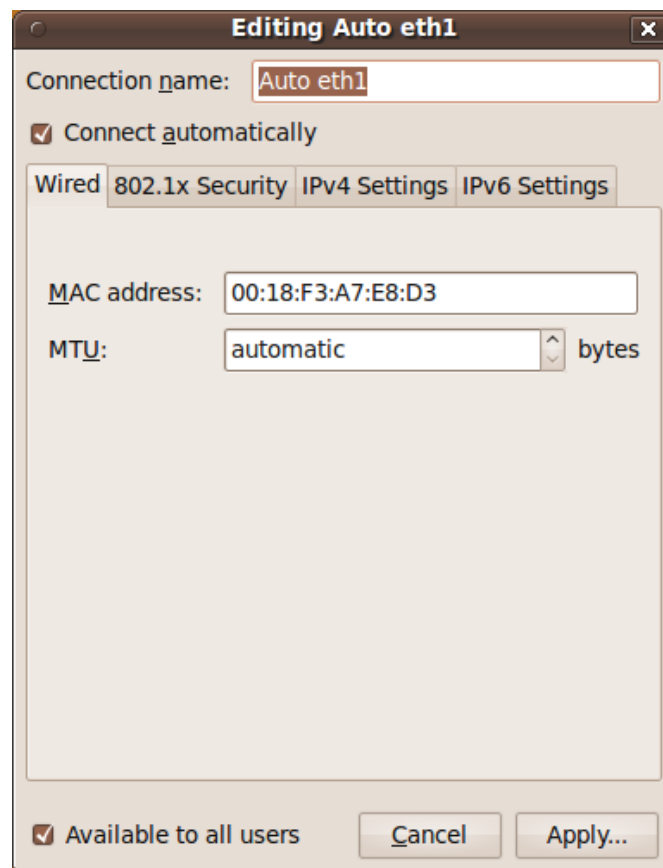 Editing Auto eth1
Connection name: Auto eth1
Connect automatically
Wired 802.1x Security IPv4 Settings IPv6 Settings
MAC address: 00:18:F3:A7:E8:D3
MTU: automatic bytes
Available to all users Cancel Apply...